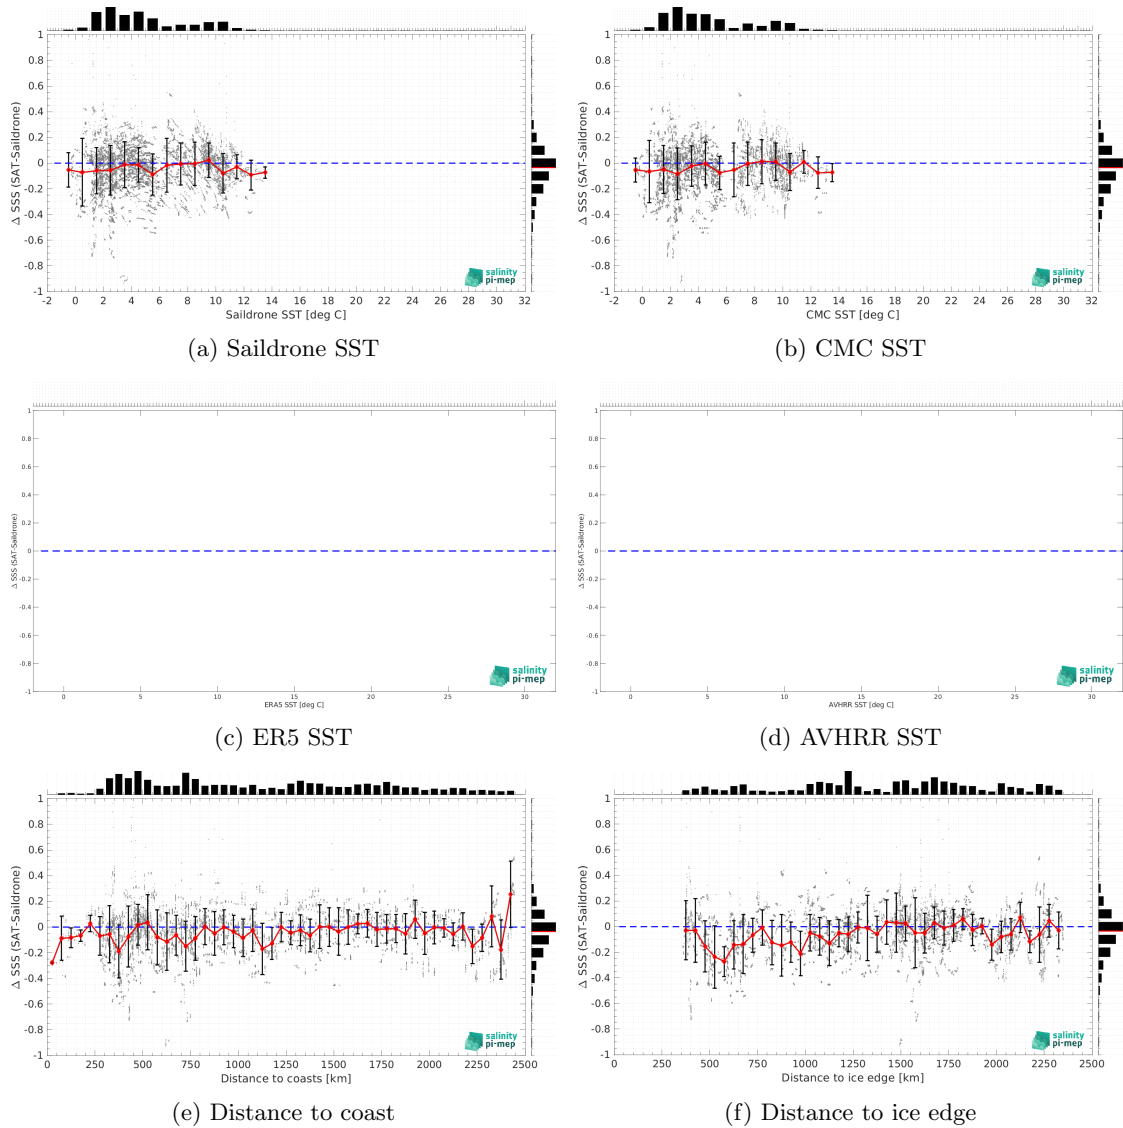 1
0.8
0.6
0.4
0.2
0
-0.2
-0.4
-0.6
-0.8
-1
Δ SSS (SAT-Saildrone)
salinity
pi-mep
-2 0 2 4 6 8 10 12 14 16 18 20 22 24 26 28 30 32
Saildrone SST [deg C]
(a) Saildrone SST
1
0.8
0.6
0.4
0.2
0
-0.2
-0.4
-0.6
-0.8
-1
Δ SSS (SAT-Saildrone)
salinity
pi-mep
-2 0 2 4 6 8 10 12 14 16 18 20 22 24 26 28 30 32
CMC SST [deg C]
(b) CMC SST
1
0.8
0.6
0.4
0.2
0
-0.2
-0.4
-0.6
-0.8
-1
Δ SSS (SAT-Saildrone)
salinity
pi-mep
0 5 10 15 20 25 30
ERA5 SST [deg C]
(c) ER5 SST
1
0.8
0.6
0.4
0.2
0
-0.2
-0.4
-0.6
-0.8
-1
Δ SSS (SAT-Saildrone)
salinity
pi-mep
0 5 10 15 20 25 30
AVHRR SST [deg C]
(d) AVHRR SST
1
0.8
0.6
0.4
0.2
0
-0.2
-0.4
-0.6
-0.8
-1
Δ SSS (SAT-Saildrone)
salinity
pi-mep
0 250 500 750 1000 1250 1500 1750 2000 2250 2500
Distance to coasts [km]
(e) Distance to coast
1
0.8
0.6
0.4
0.2
0
-0.2
-0.4
-0.6
-0.8
-1
Δ SSS (SAT-Saildrone)
salinity
pi-mep
0 250 500 750 1000 1250 1500 1750 2000 2250 2500
Distance to ice edge [km]
(f) Distance to ice edge